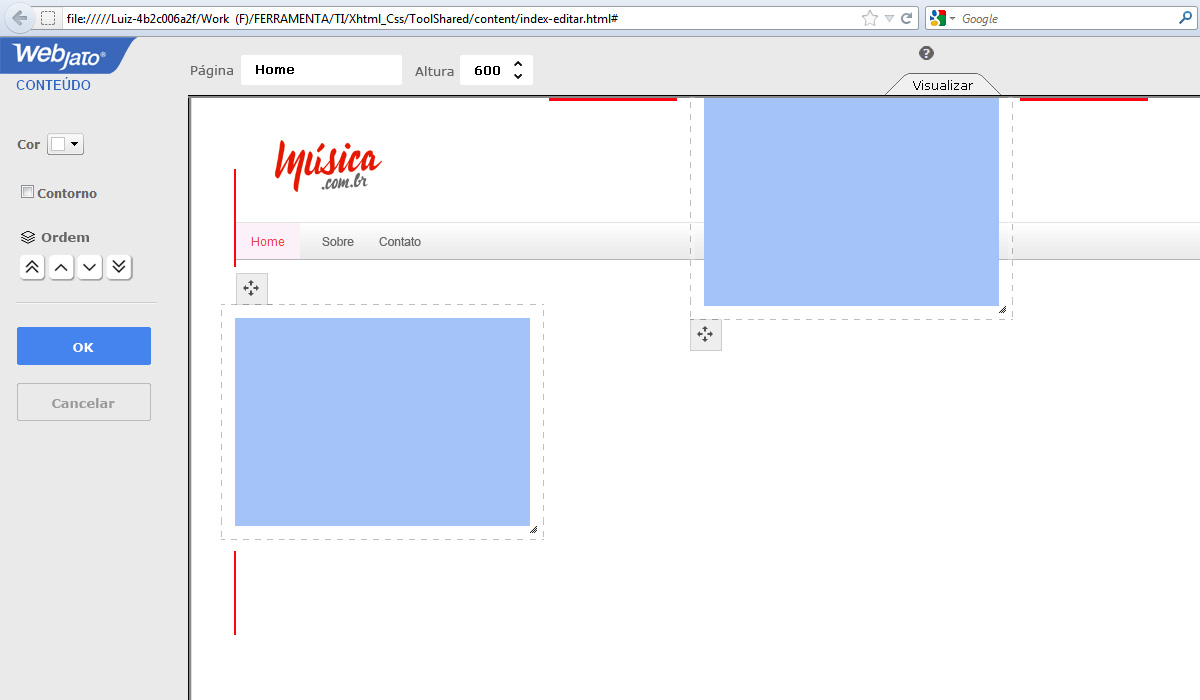 file://///Luiz-4b2c006a2f/Work (F)/FERRAMENTA/TI/Xhtml_Css/ToolShared/content/index-editar.html#
Google
Webjato®
CONTEÚDO
Página
Home
Altura
600
?
Visualizar
Cor
Contorno
Ordem
OK
Cancelar
Música
.com.br
Home
Sobre
Contato